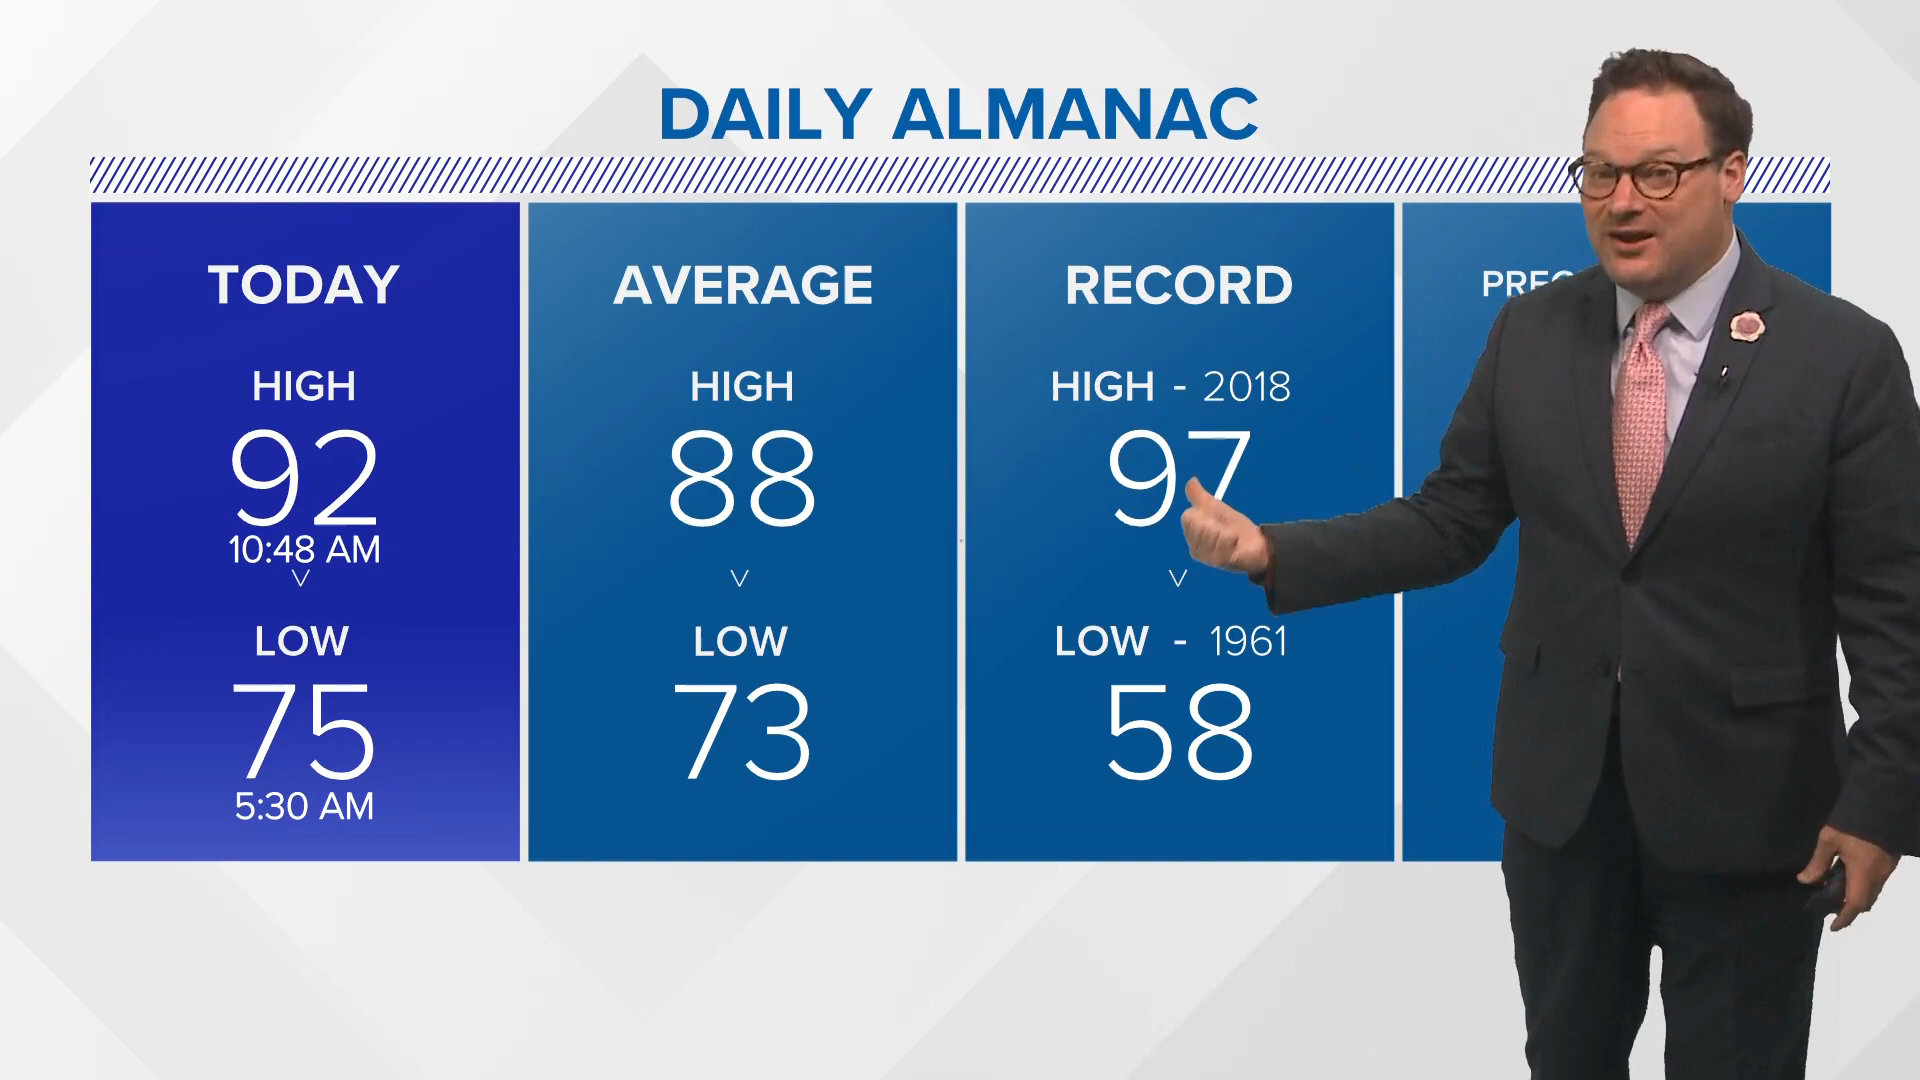 DAILY ALMANAC
TODAY
HIGH
92
10:48 AM
LOW
75
5:30 AM
AVERAGE
HIGH
88
LOW
73
RECORD
HIGH - 2018
97
LOW - 1961
58